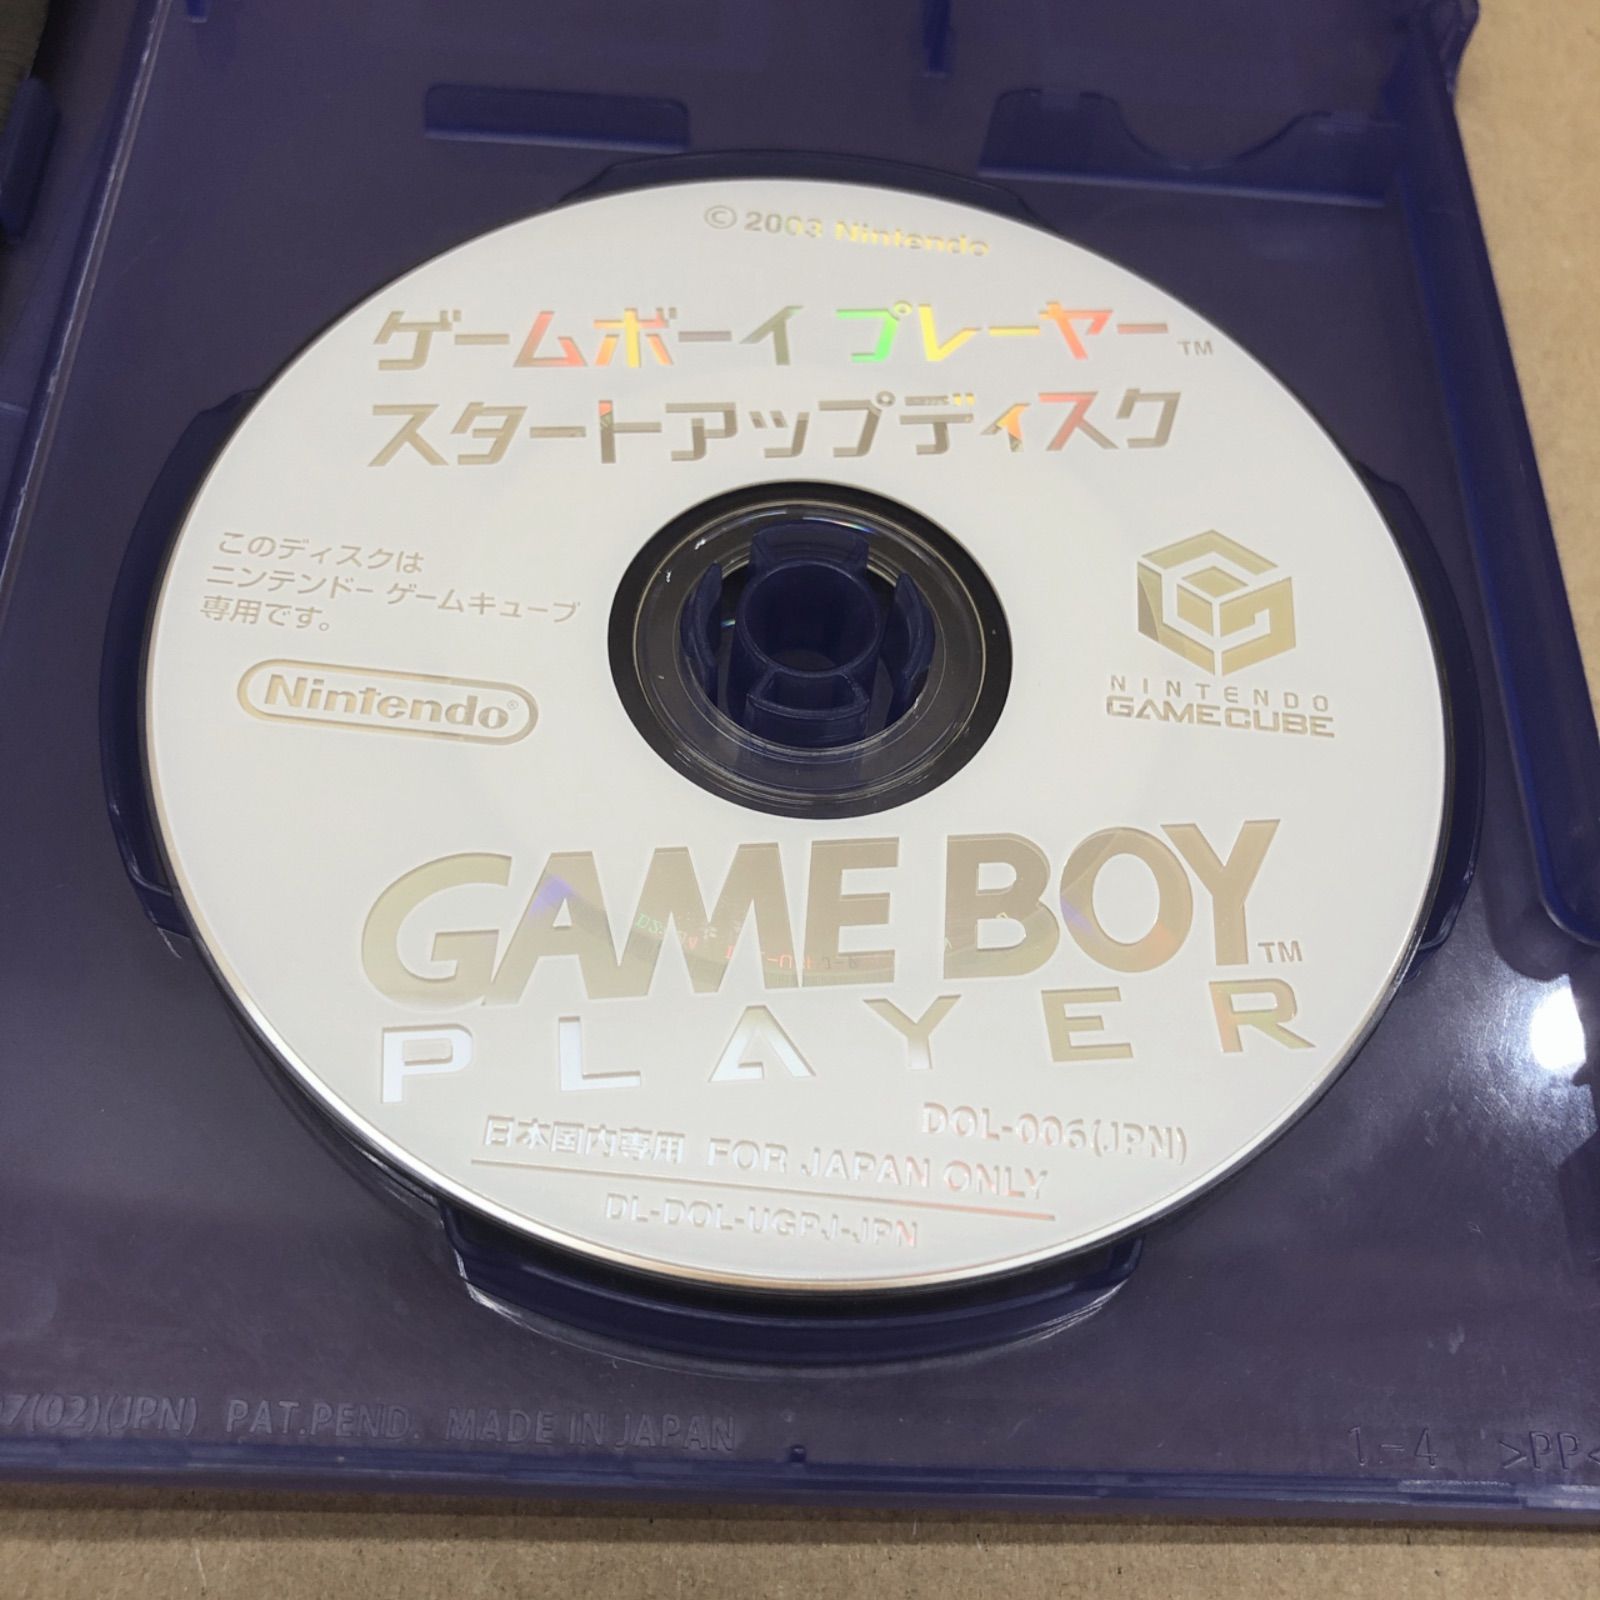 © 2003 Nintendo
ゲームボーイ プレーヤー™
スタートアップディスク
このディスクは
ニンテンドー ゲームキューブ
専用です。
Nintendo®
NINTENDO
GAMECUBE
GAME BOY™
PLAYER
DOL-006(JPN)
日本国内専用 FOR JAPAN ONLY
DL-DOL-UGPJ-JPN
7(02)(JPN) PAT.PEND. MADE IN JAPAN
1-4 >PP<